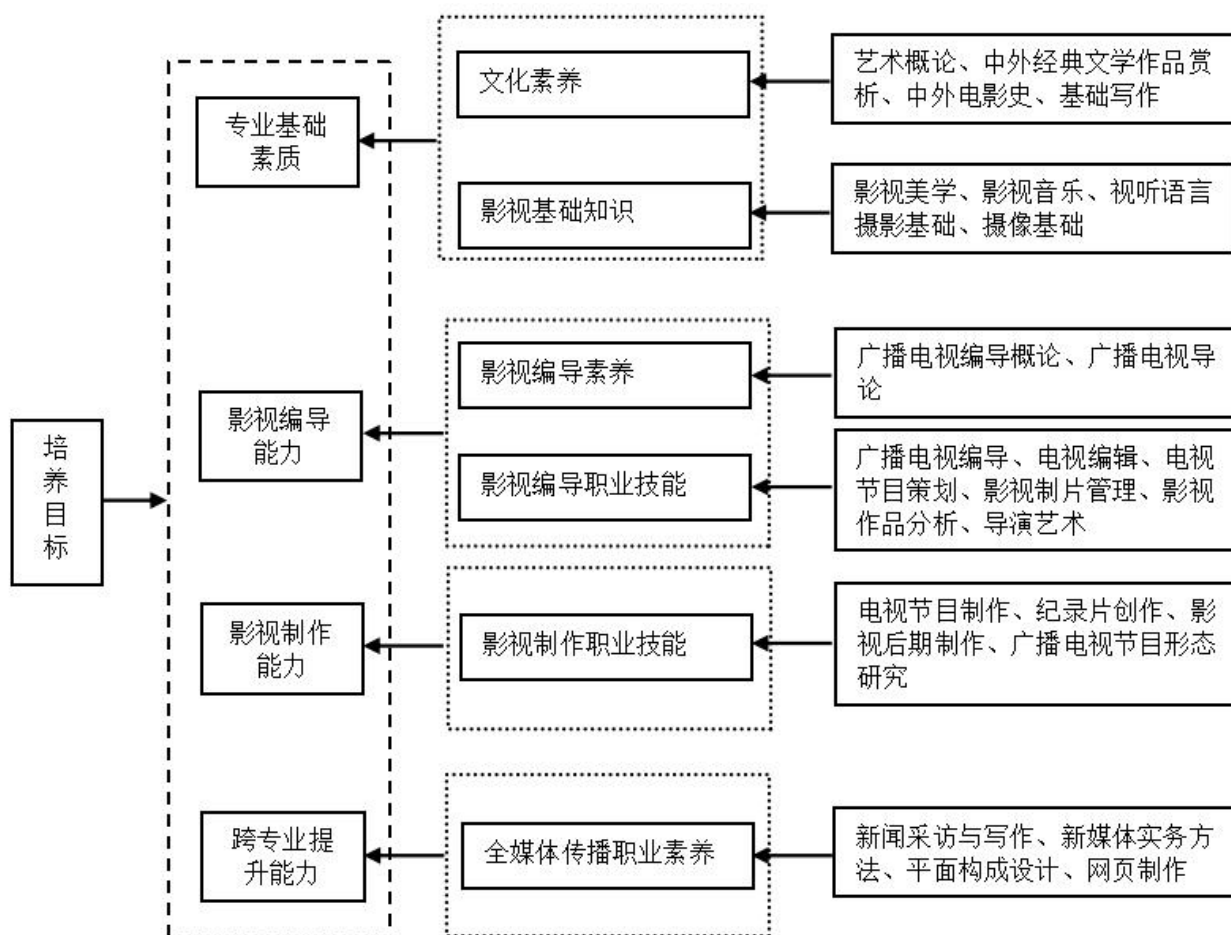 培
养
目
标
专业基础
素质
影视编导
能力
影视制作
能力
跨专业提
升能力
文化素养
影视基础知识
影视编导素养
影视编导职业技能
影视制作职业技能
全媒体传播职业素养
艺术概论、中外经典文学作品赏
析、中外电影史、基础写作
影视美学、影视音乐、视听语言
摄影基础、摄像基础
广播电视编导概论、广播电视导
论
广播电视编导、电视编辑、电视
节目策划、影视制片管理、影视
作品分析、导演艺术
电视节目制作、纪录片创作、影
视后期制作、广播电视节目形态
研究
新闻采访与写作、新媒体实务方
法、平面构成设计、网页制作